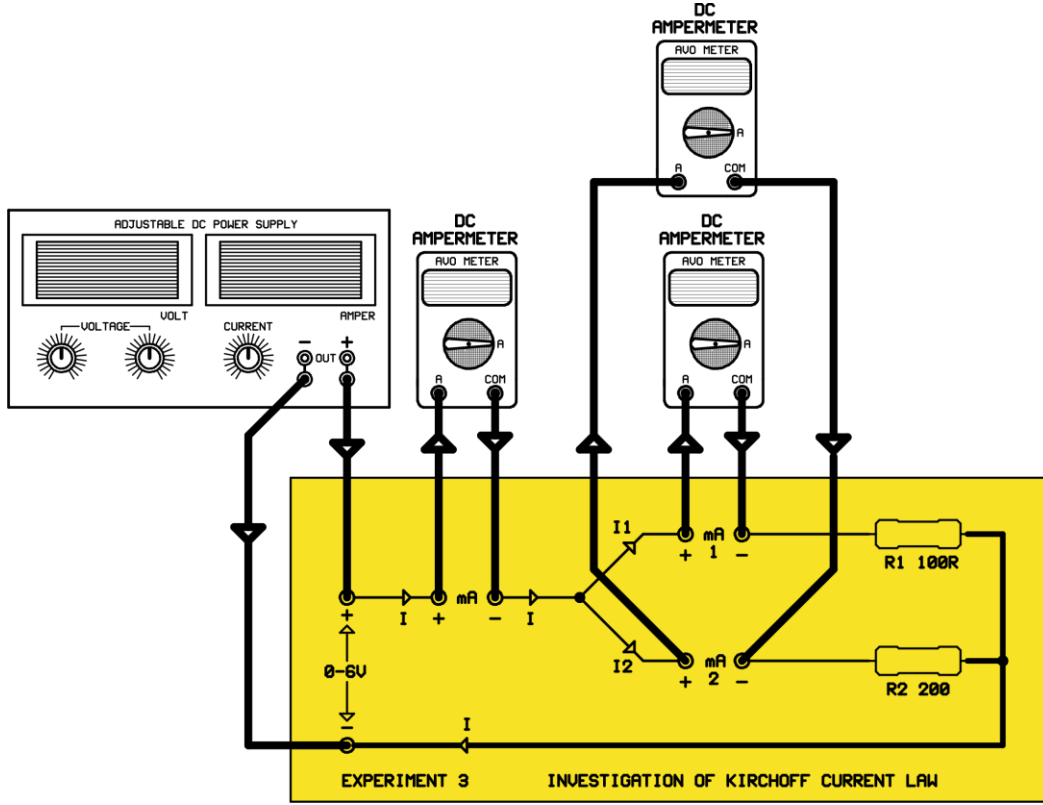 DC
AMPERMETER
AVO METER
A
A COM
ADJUSTABLE DC POWER SUPPLY
VOLT
AMPER
VOLTAGE
CURRENT
- +
OUT
DC
AMPERMETER
AVO METER
A
A COM
DC
AMPERMETER
AVO METER
A
A COM
I1
+ mA 1 -
R1 100R
+ I + mA - I
I2
+ mA 2 -
R2 200
0-6V
-
I
EXPERIMENT 3 INVESTIGATION OF KIRCHOFF CURRENT LAW